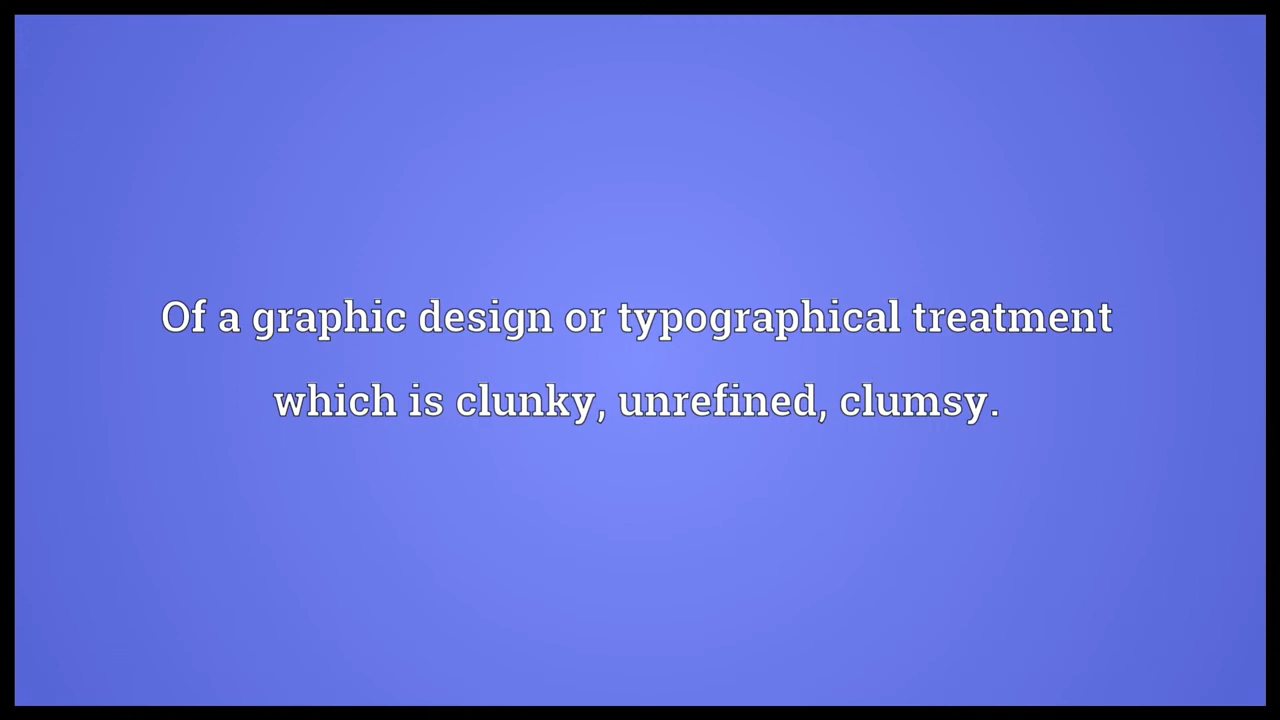 Of a graphic design or typographical treatment
which is clunky, unrefined, clumsy.